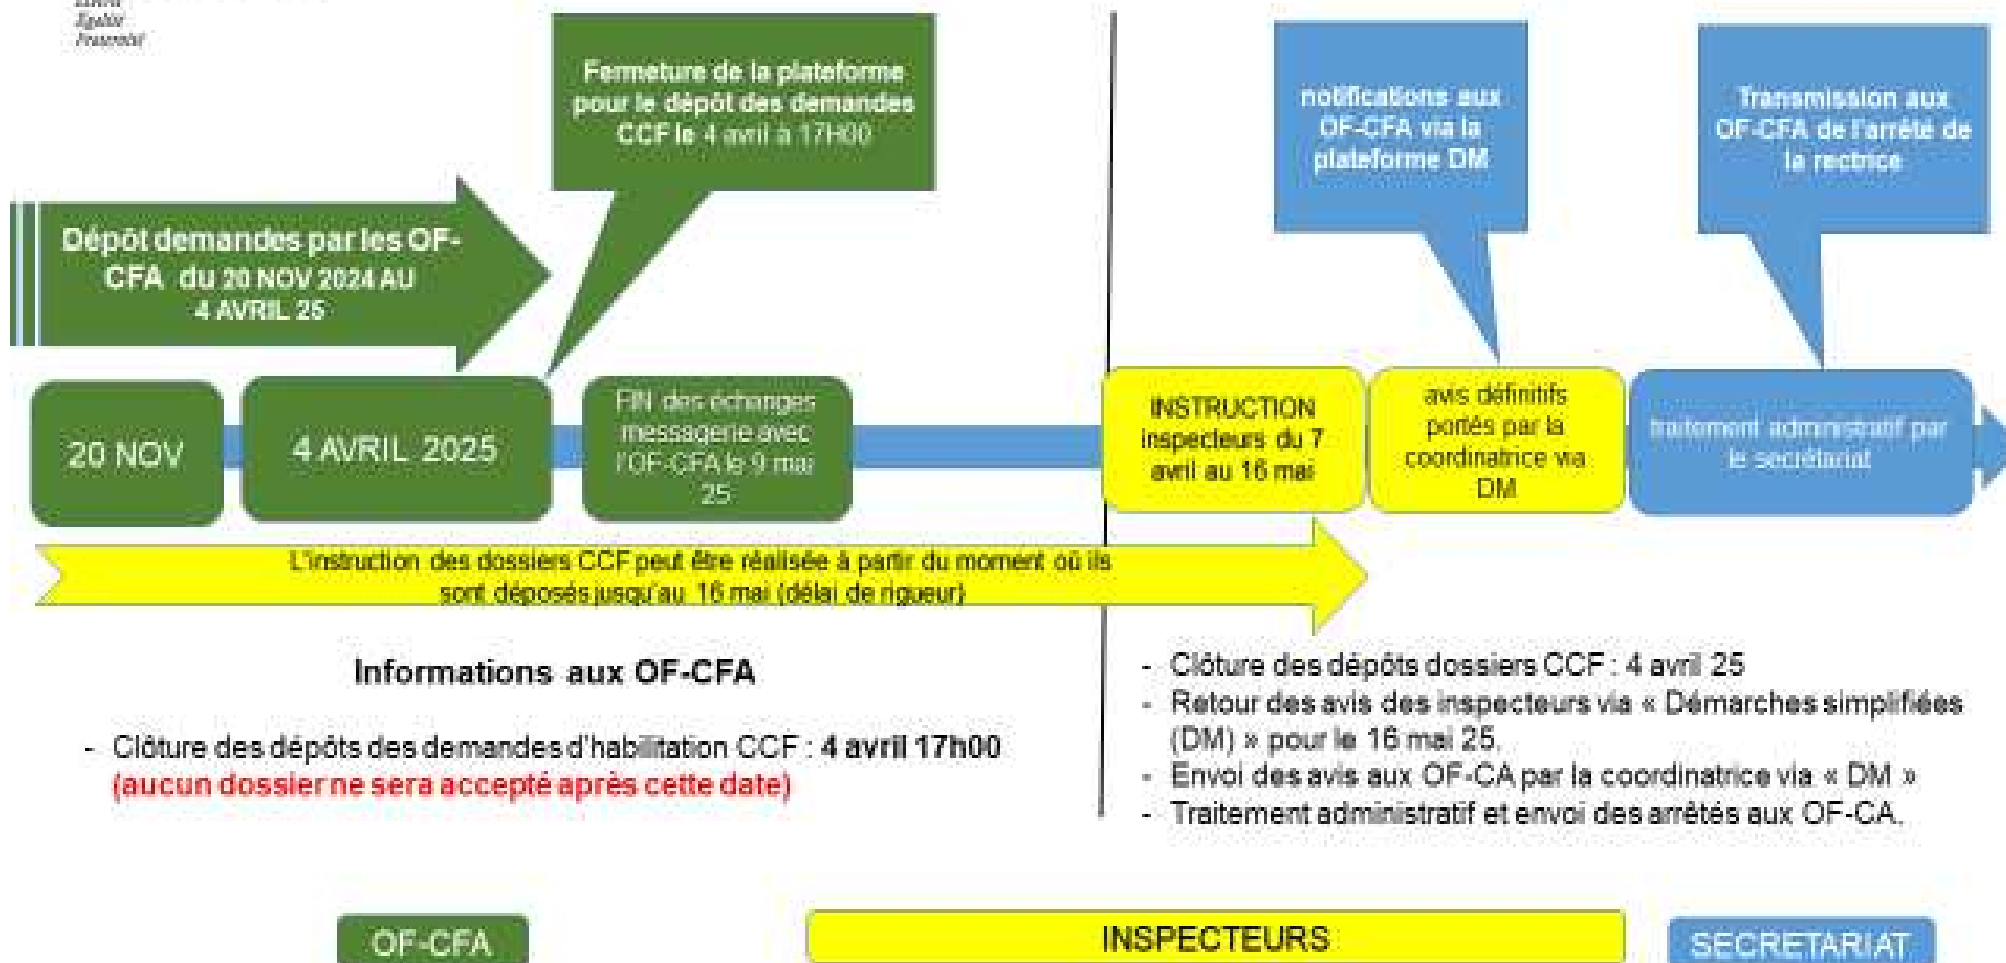 Égalité
Fraternité
Fermeture de la plateforme
pour le dépôt des demandes
CCF le 4 avril à 17H00
notifications aux
OF-CFA via la
plateforme DM
Transmission aux
OF-CFA de l'arrêté de
la rectrice
Dépôt demandes par les OF-
CFA du 20 NOV 2024 AU
4 AVRIL 25
20 NOV
4 AVRIL 2025
FIN des échanges
messagerie avec
l'OF-CFA le 9 mai
25
INSTRUCTION
inspecteurs du 7
avril au 16 mai
avis définitifs
portés par la
coordinatrice via
DM
traitement administratif par
le secrétariat
L'instruction des dossiers CCF peut être réalisée à partir du moment où ils
sont déposés jusqu'au 16 mai (délai de rigueur)
Informations aux OF-CFA
- Clôture des dépôts des demandes d'habilitation CCF : 4 avril 17h00
(aucun dossier ne sera accepté après cette date)
- Clôture des dépôts dossiers CCF : 4 avril 25
- Retour des avis des inspecteurs via « Démarches simplifiées
(DM) » pour le 16 mai 25.
- Envoi des avis aux OF-CA par la coordinatrice via « DM »
- Traitement administratif et envoi des arrêtés aux OF-CA.
OF-CFA
INSPECTEURS
SECRETARIAT